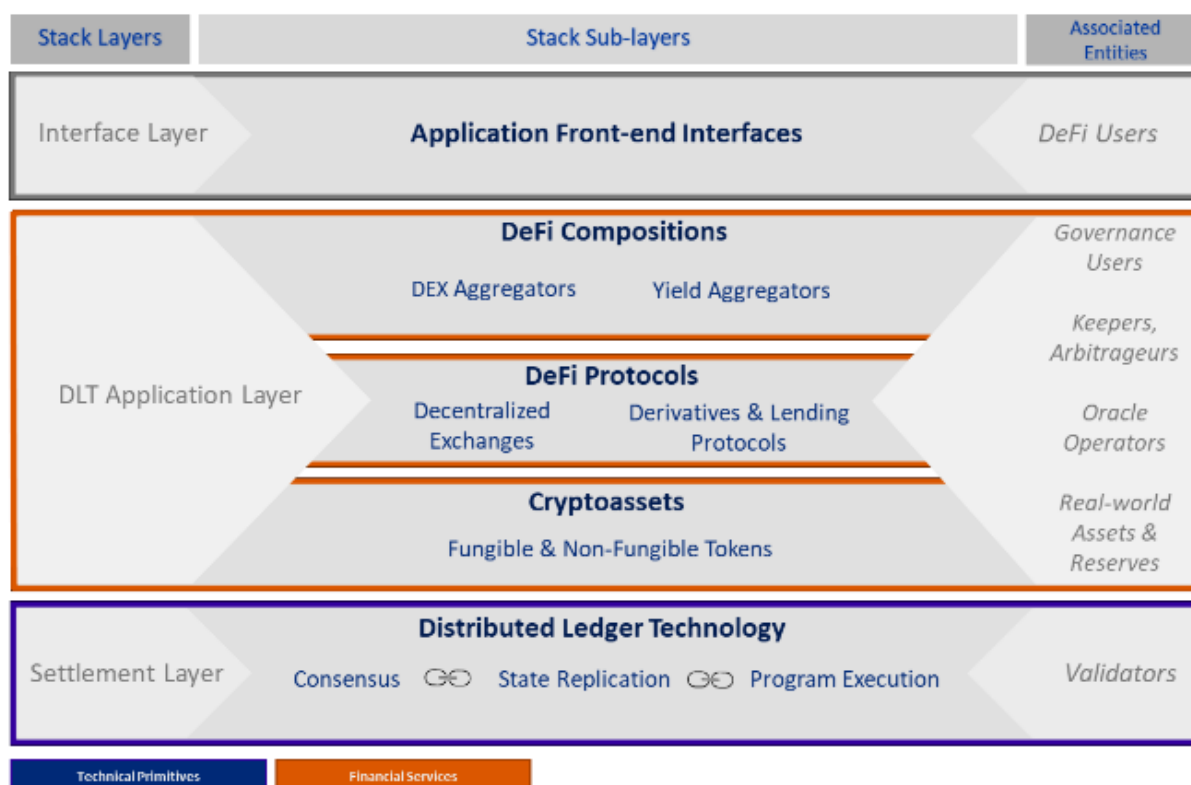 Stack Layers
Stack Sub-layers
Associated
Entities
Interface Layer
Application Front-end Interfaces
DeFi Users
DLT Application Layer
DeFi Compositions
DEX Aggregators
Yield Aggregators
DeFi Protocols
Decentralized
Exchanges
Derivatives & Lending
Protocols
Cryptoassets
Fungible & Non-Fungible Tokens
Governance
Users
Keepers,
Arbitrageurs
Oracle
Operators
Real-world
Assets &
Reserves
Settlement Layer
Distributed Ledger Technology
Consensus
State Replication
Program Execution
Validators
Technical Primitives
Financial Services